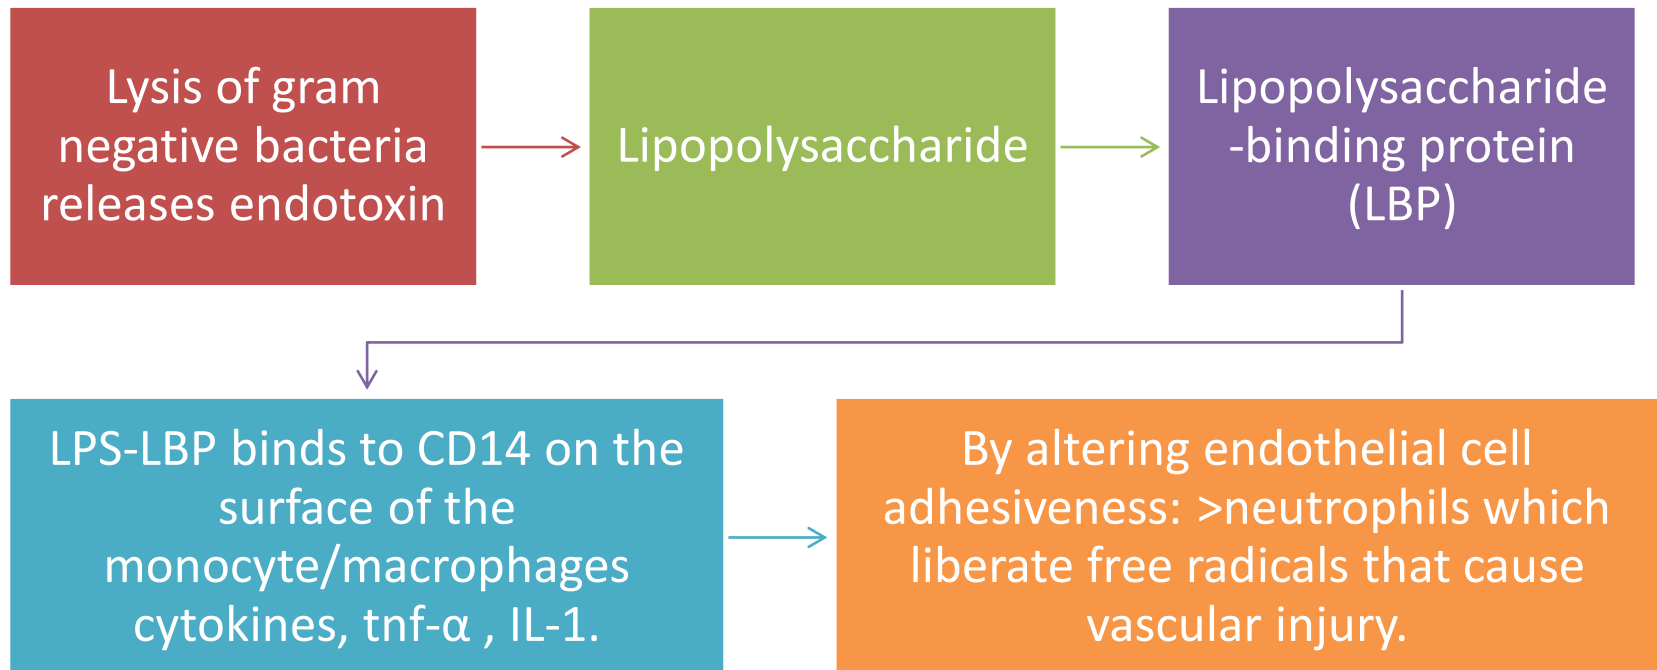 Lysis of gram
negative bacteria
releases endotoxin
Lipopolysaccharide
Lipopolysaccharide
-binding protein
(LBP)
LPS-LBP binds to CD14 on the
surface of the
monocyte/macrophages
cytokines, tnf-α , IL-1.
By altering endothelial cell
adhesiveness: >neutrophils which
liberate free radicals that cause
vascular injury.